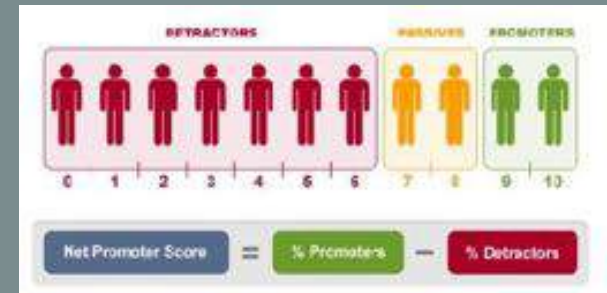 DETRACTORS PASSIVES PROMOTERS
0 1 2 3 4 5 6 7 8 9 10
Net Promoter Score = % Promoters — % Detractors